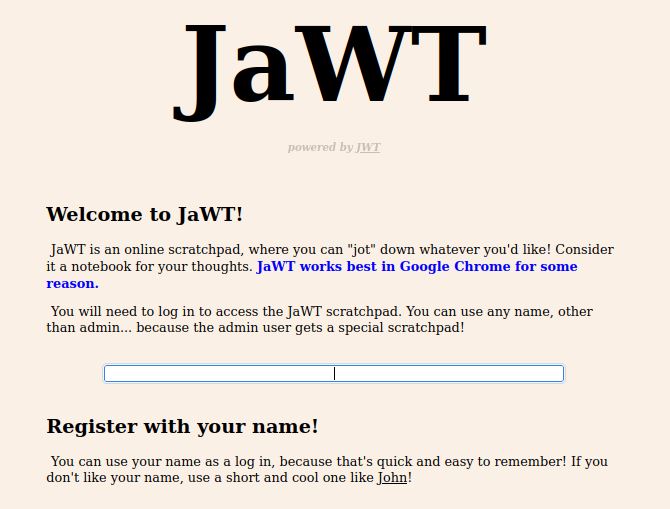 JaWT
powered by JWT
Welcome to JaWT!
JaWT is an online scratchpad, where you can "jot" down whatever you'd like! Consider
it a notebook for your thoughts. JaWT works best in Google Chrome for some
reason.
You will need to log in to access the JaWT scratchpad. You can use any name, other
than admin... because the admin user gets a special scratchpad!
Register with your name!
You can use your name as a log in, because that's quick and easy to remember! If you
don't like your name, use a short and cool one like John!